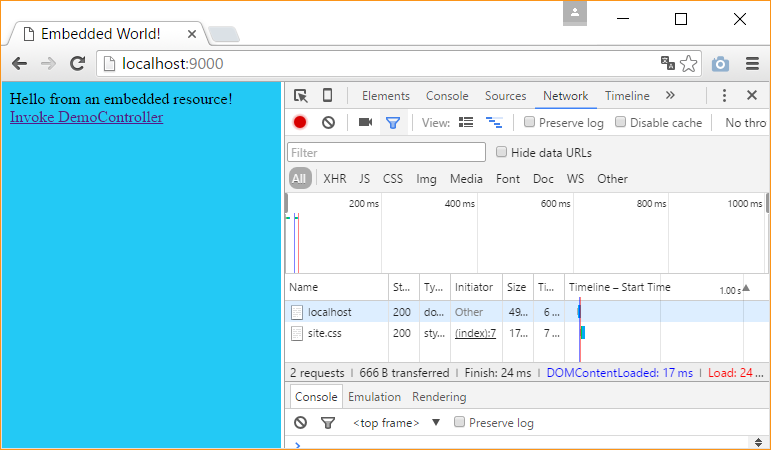 Embedded World!
localhost:9000
Hello from an embedded resource!
Invoke DemoController
Elements Console Sources Network Timeline »
View: Preserve log Disable cache No thro
Filter Hide data URLs
All XHR JS CSS Img Media Font Doc WS Other
200 ms 400 ms 600 ms 800 ms 1000 ms
Name St... Ty... Initiator Size Ti... Timeline – Start Time 1.00 s
localhost 200 do... Other 49... 6 ...
site.css 200 sty... (index):7 17... 7 ...
2 requests | 666 B transferred | Finish: 24 ms | DOMContentLoaded: 17 ms | Load: 24 ...
Console Emulation Rendering
<top frame> ▼ Preserve log